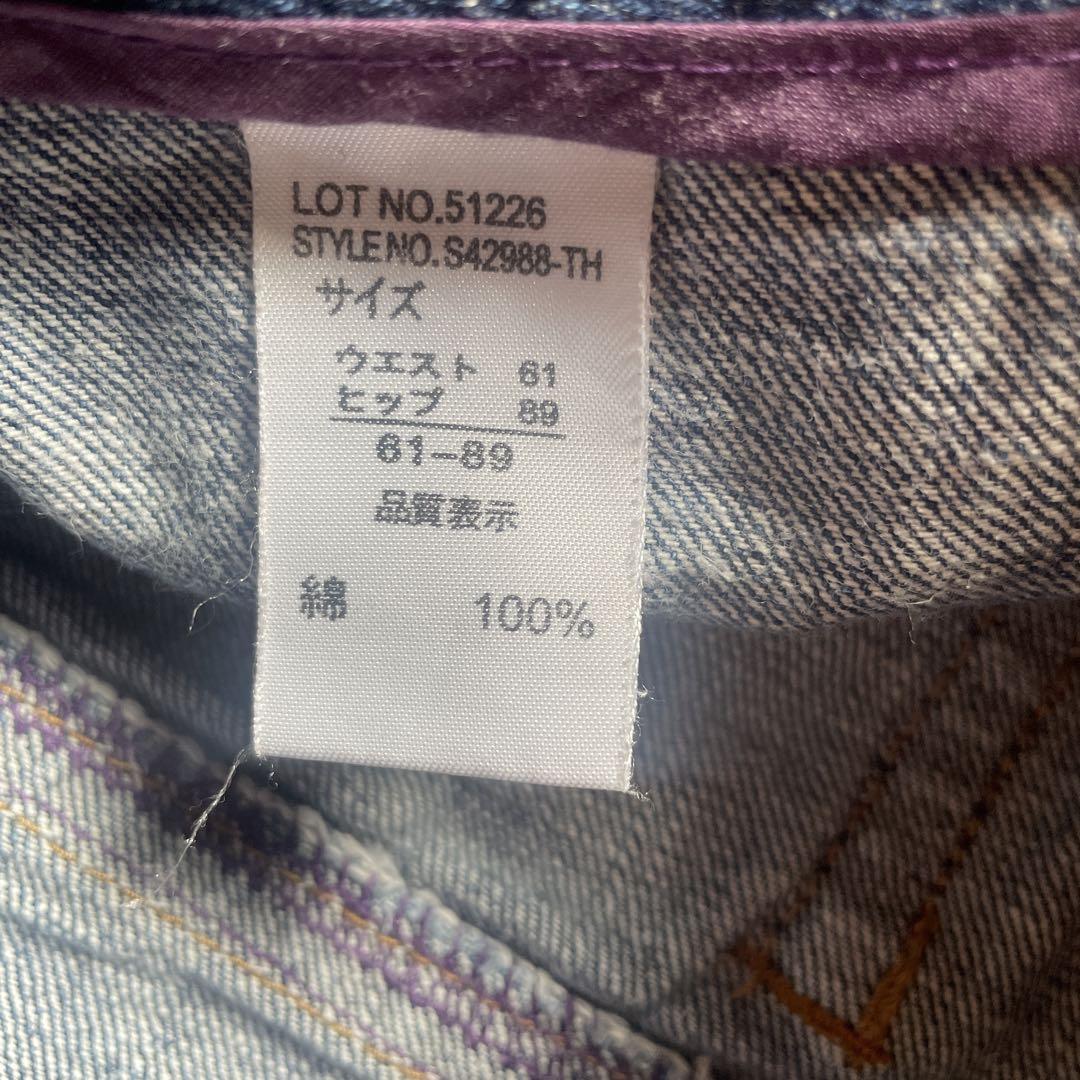 LOT NO.51226
STYLE NO.S42988-TH
サイズ
ウエスト 61
ヒップ 89
61-89
品質表示
綿 100%